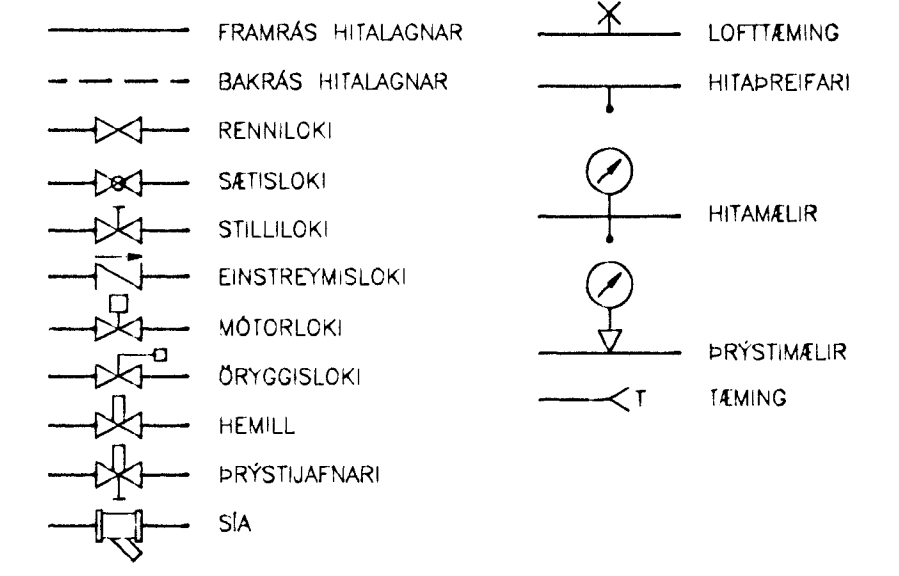 FRAMRÁS HITALAGNAR
BAKRÁS HITALAGNAR
RENNILOKI
SÆTISLOKI
STILLILOKI
EINSTREYMISLOKI
MÓTORLOKI
ÖRYGGISLOKI
HEMILL
ÞRÝSTIJAFNARI
SÍA
LOFTTÆMING
HITAÞREIFARI
HITAMÆLIR
ÞRÝSTIMÆLIR
T TÆMING